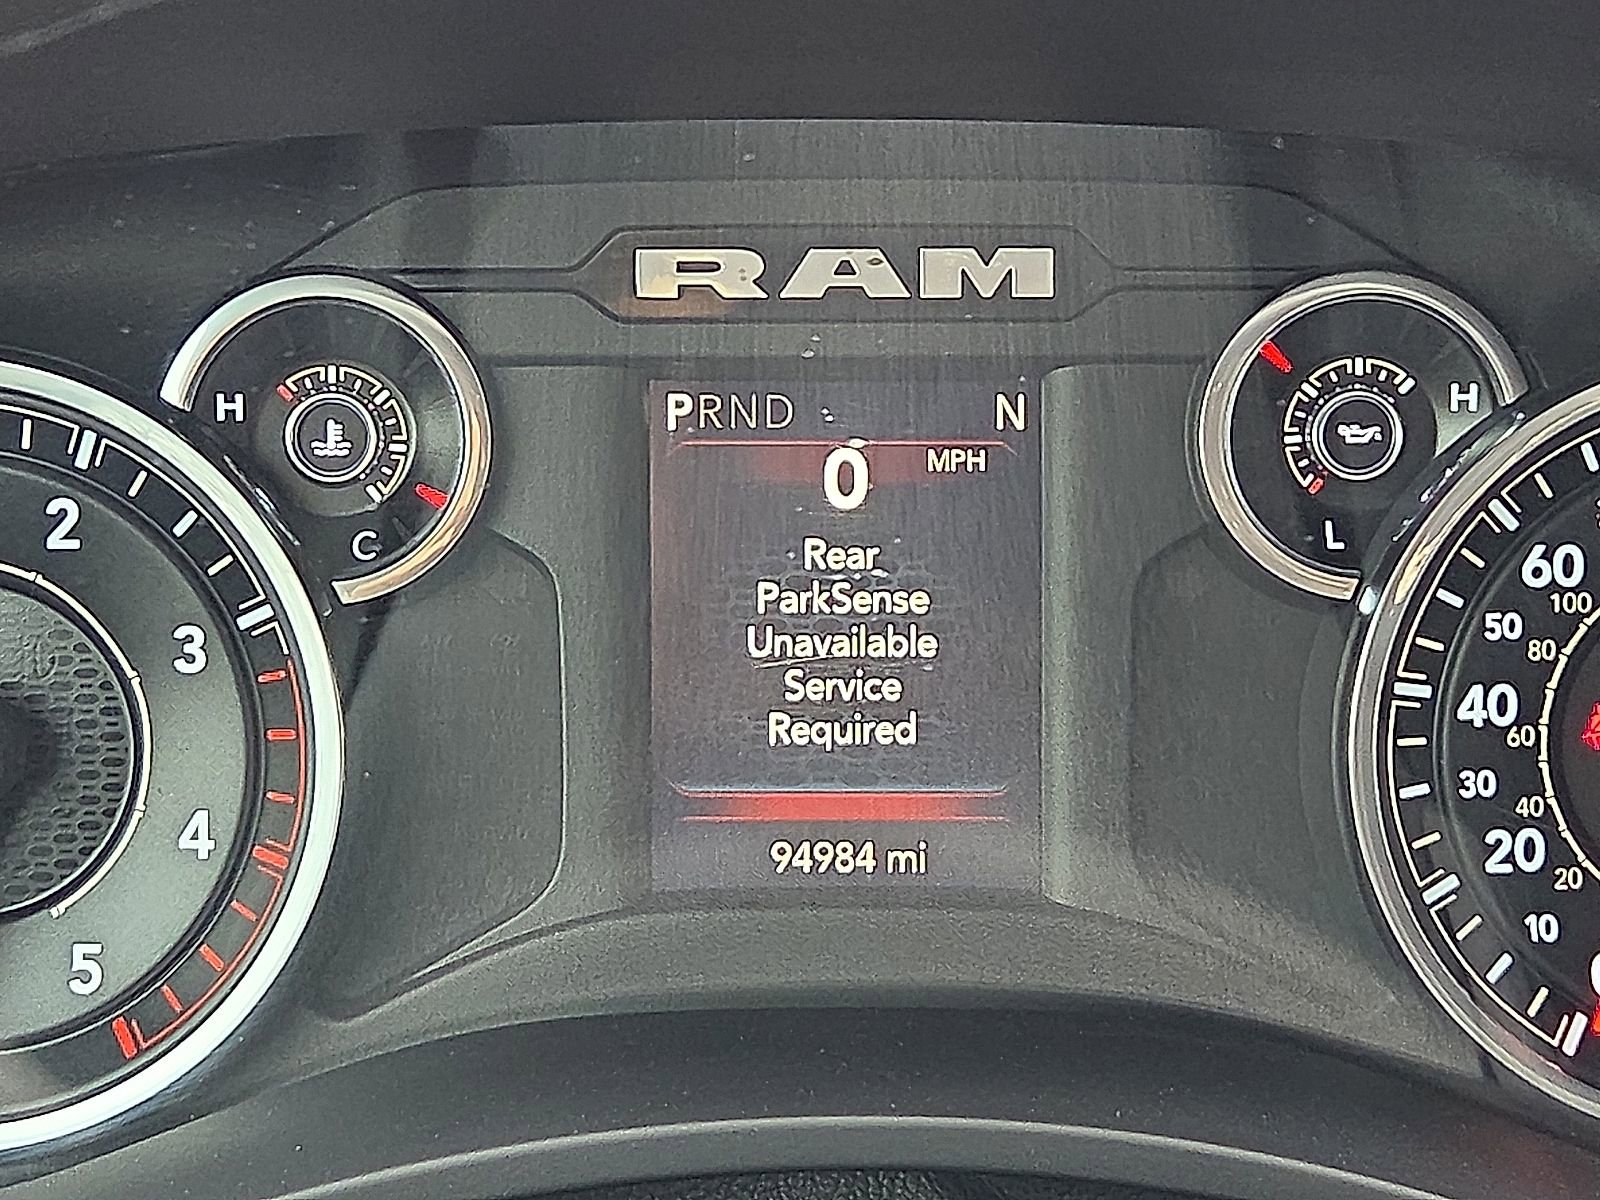 RAM
H
H
PRND N
0 MPH
C
L
Rear
ParkSense
Unavailable
Service
Required
94984 mi
2
3
4
5
60
100
50
80
40
60
30
40
20
20
10